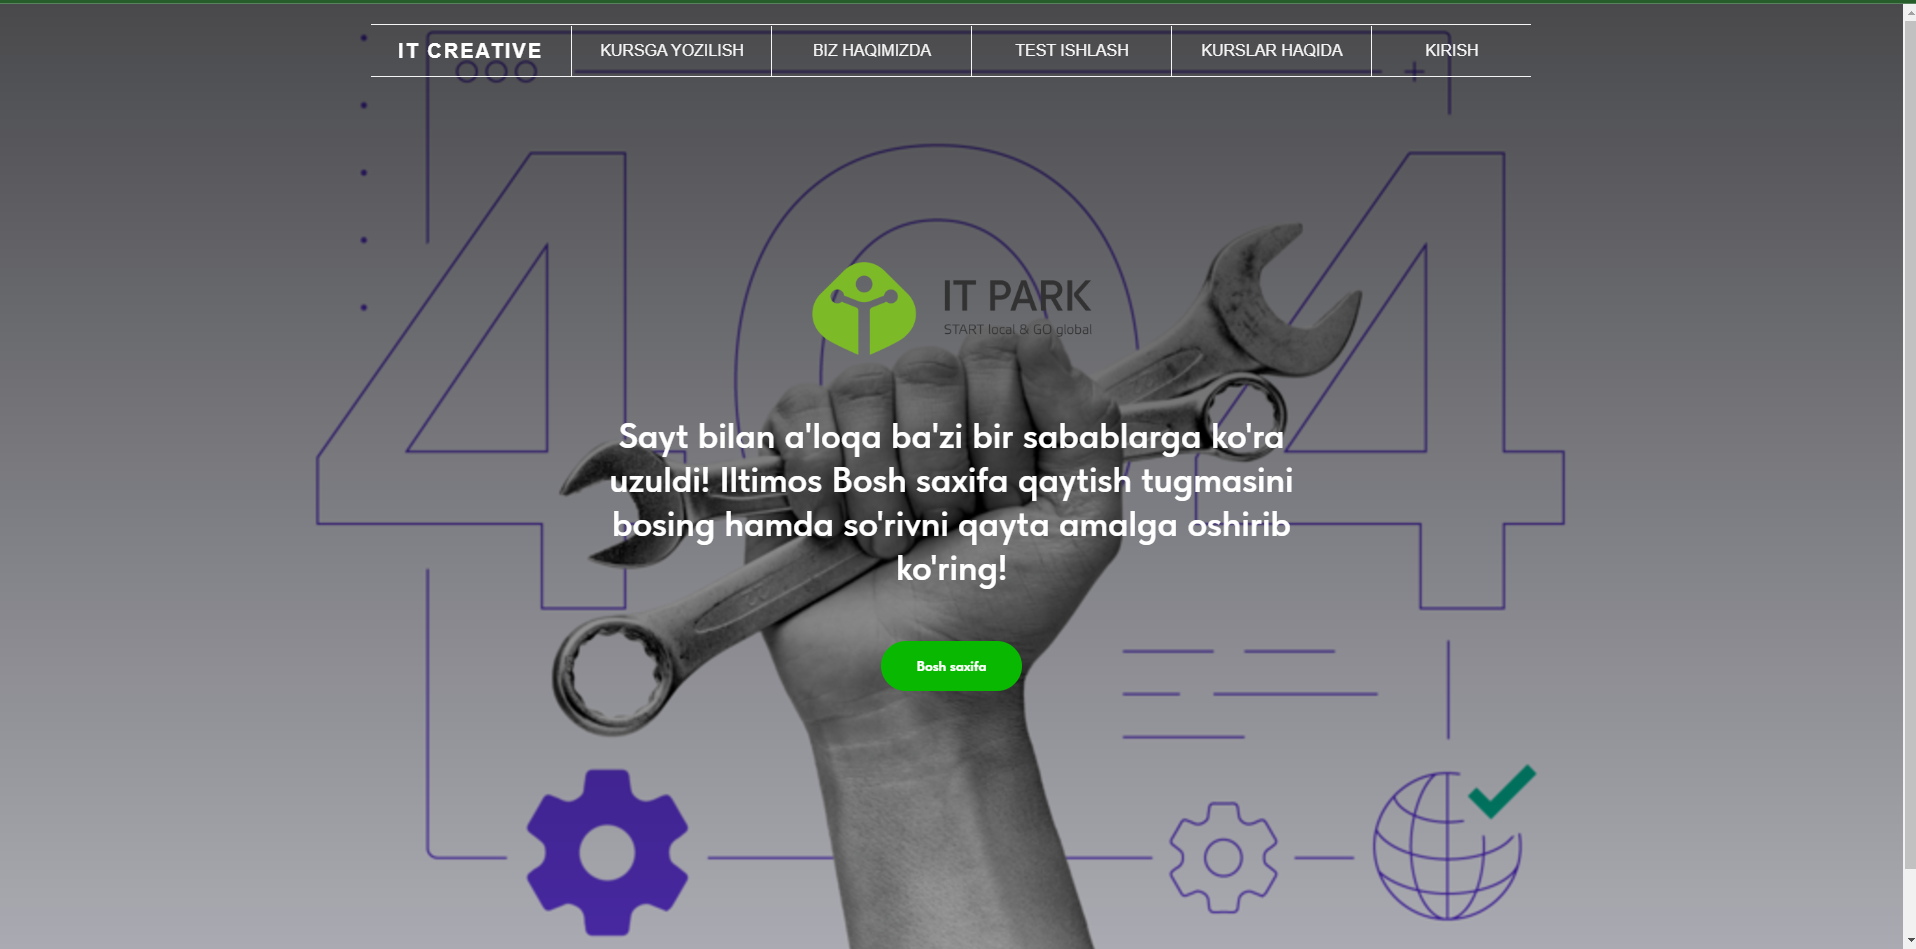 IT CREATIVE
KURSGA YOZILISH
BIZ HAQIMIZDA
TEST ISHLASH
KURSLAR HAQIDA
KIRISH
404
IT PARK
START local & GO global
Sayt bilan a'loqa ba'zi bir sabablarga ko'ra
uzuldi! Iltimos Bosh saxifa qaytish tugmasini
bosing hamda so'rivni qayta amalga oshirib
ko'ring!
Bosh saxifa